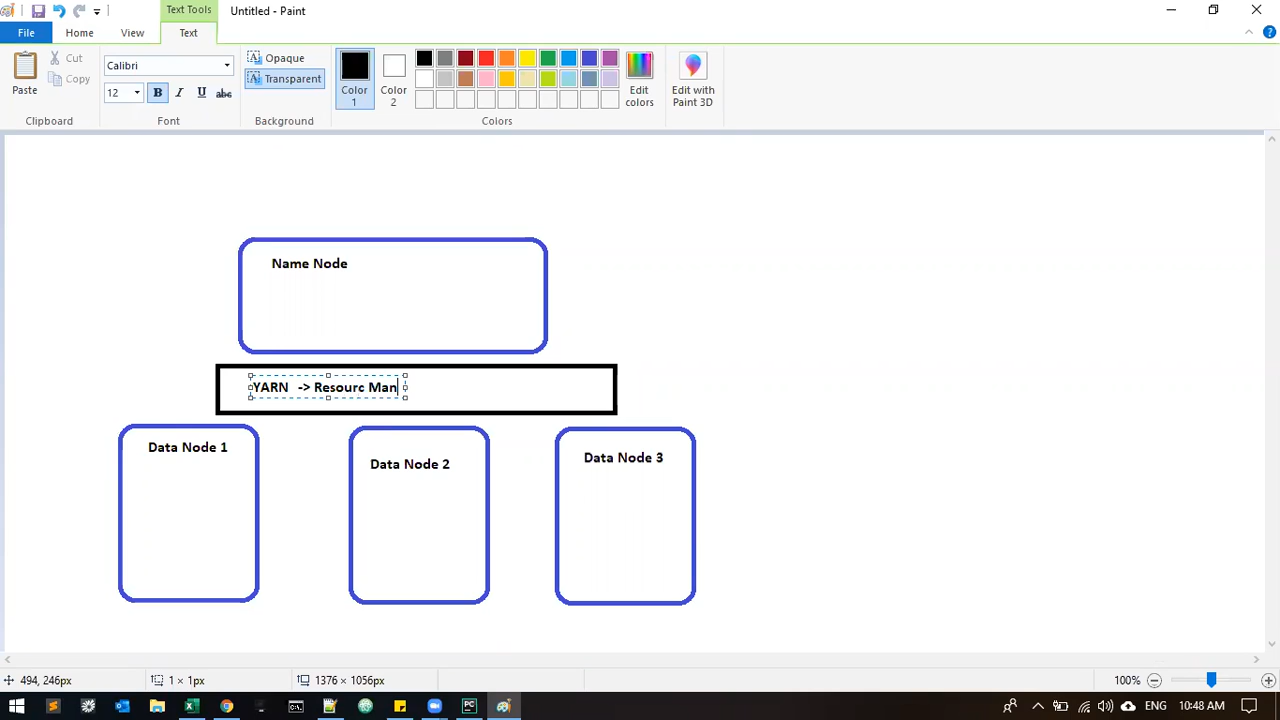 Text Tools
Untitled - Paint
File
Home
View
Text
Paste
Cut
Copy
Clipboard
Calibri
12
B I U abc
Font
Opaque
Transparent
Background
Color 1
Color 2
Edit colors
Colors
Edit with Paint 3D
Name Node
YARN -> Resourc Man
Data Node 1
Data Node 2
Data Node 3
494, 246px
1 × 1px
1376 × 1056px
100%
PC
ENG
10:48 AM